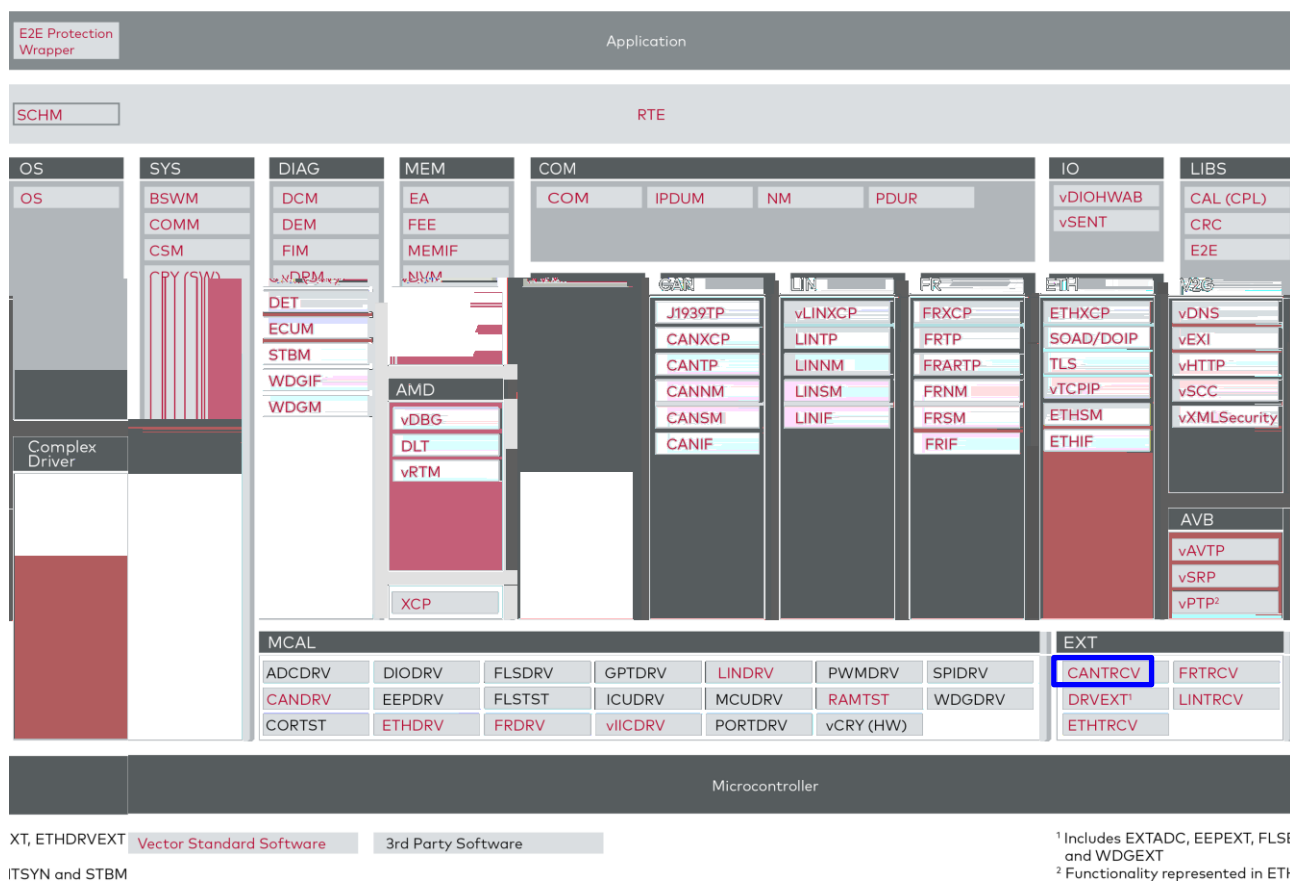 E2E Protection
Wrapper
Application
SCHM
RTE
OS
OS
SYS
BSWM
COMM
CSM
CRY (SW)
DIAG
DCM
DEM
FIM
vDRM
DET
ECUM
STBM
WDGIF
WDGM
MEM
EA
FEE
MEMIF
NVM
AMD
vDBG
DLT
vRTM
XCP
COM
COM
IPDUM
NM
PDUR
CAN
J1939TP
CANXCP
CANTP
CANNM
CANSM
CANIF
LIN
vLINXCP
LINTP
LINNM
LINSM
LINIF
FR
FRXCP
FRTP
FRARTP
FRNM
FRSM
FRIF
IO
vDIOHWAB
vSENT
ETH
ETHXCP
SOAD/DOIP
TLS
vTCPIP
ETHSM
ETHIF
LIBS
CAL (CPL)
CRC
E2E
V2G
vDNS
vEXI
vHTTP
vSCC
vXMLSecurity
AVB
vAVTP
vSRP
vPTP²
Complex
Driver
MCAL
ADCDRV DIODRV FLSDRV GPTDRV LINDRV PWMDRV SPIDRV
CANDRV EEPDRV FLSTST ICUDRV MCUDRV RAMTST WDGDRV
CORTST ETHDRV FRDRV vIICDRV PORTDRV vCRY (HW)
EXT
CANTRCV FRTRCV
DRVEXT¹ LINTRCV
ETHTRCV
Microcontroller
XT, ETHDRVEXT
Vector Standard Software
3rd Party Software
¹ Includes EXTADC, EEPEXT, FLSE
and WDGEXT
ITSYN and STBM
² Functionality represented in ETH